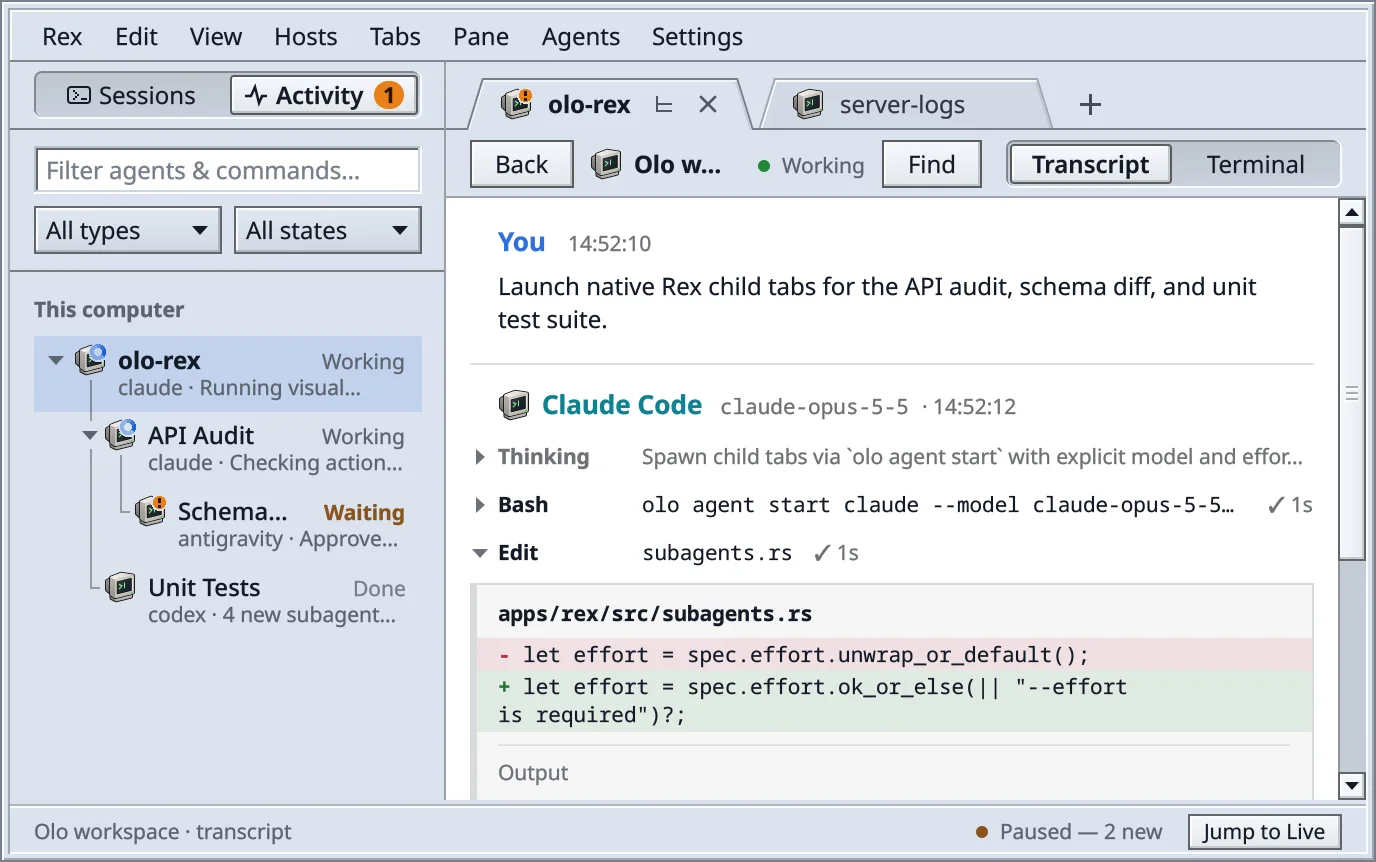 Rex Edit View Hosts Tabs Pane Agents Settings
Sessions Activity 1
olo-rex
server-logs
Filter agents & commands...
All types All states
This computer
olo-rex Working
claude · Running visual...
API Audit Working
claude · Checking action...
Schema... Waiting
antigravity · Approve...
Unit Tests Done
codex · 4 new subagent...
Back Olo w... Working Find Transcript Terminal
You 14:52:10
Launch native Rex child tabs for the API audit, schema diff, and unit
test suite.
Claude Code claude-opus-5-5 · 14:52:12
Thinking Spawn child tabs via `olo agent start` with explicit model and effor...
Bash olo agent start claude --model claude-opus-5-5… ✓ 1s
Edit subagents.rs ✓ 1s
apps/rex/src/subagents.rs
- let effort = spec.effort.unwrap_or_default();
+ let effort = spec.effort.ok_or_else(|| "--effort
is required")?;
Output
Olo workspace · transcript
Paused — 2 new Jump to Live